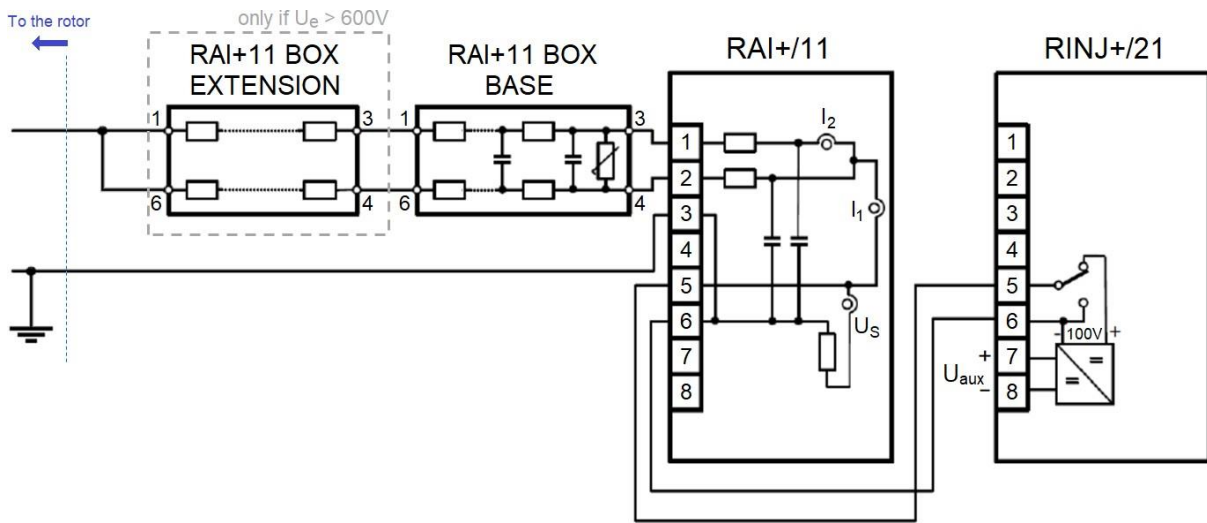 To the rotor
only if Ue > 600V
RAI+11 BOX
EXTENSION
RAI+11 BOX
BASE
RAI+/11
RINJ+/21
1
3
6
4
1
3
6
4
1
2
3
4
5
6
7
8
I2
I1
US
1
2
3
4
5
6
7
8
- 100V +
+
Uaux
−
=
=